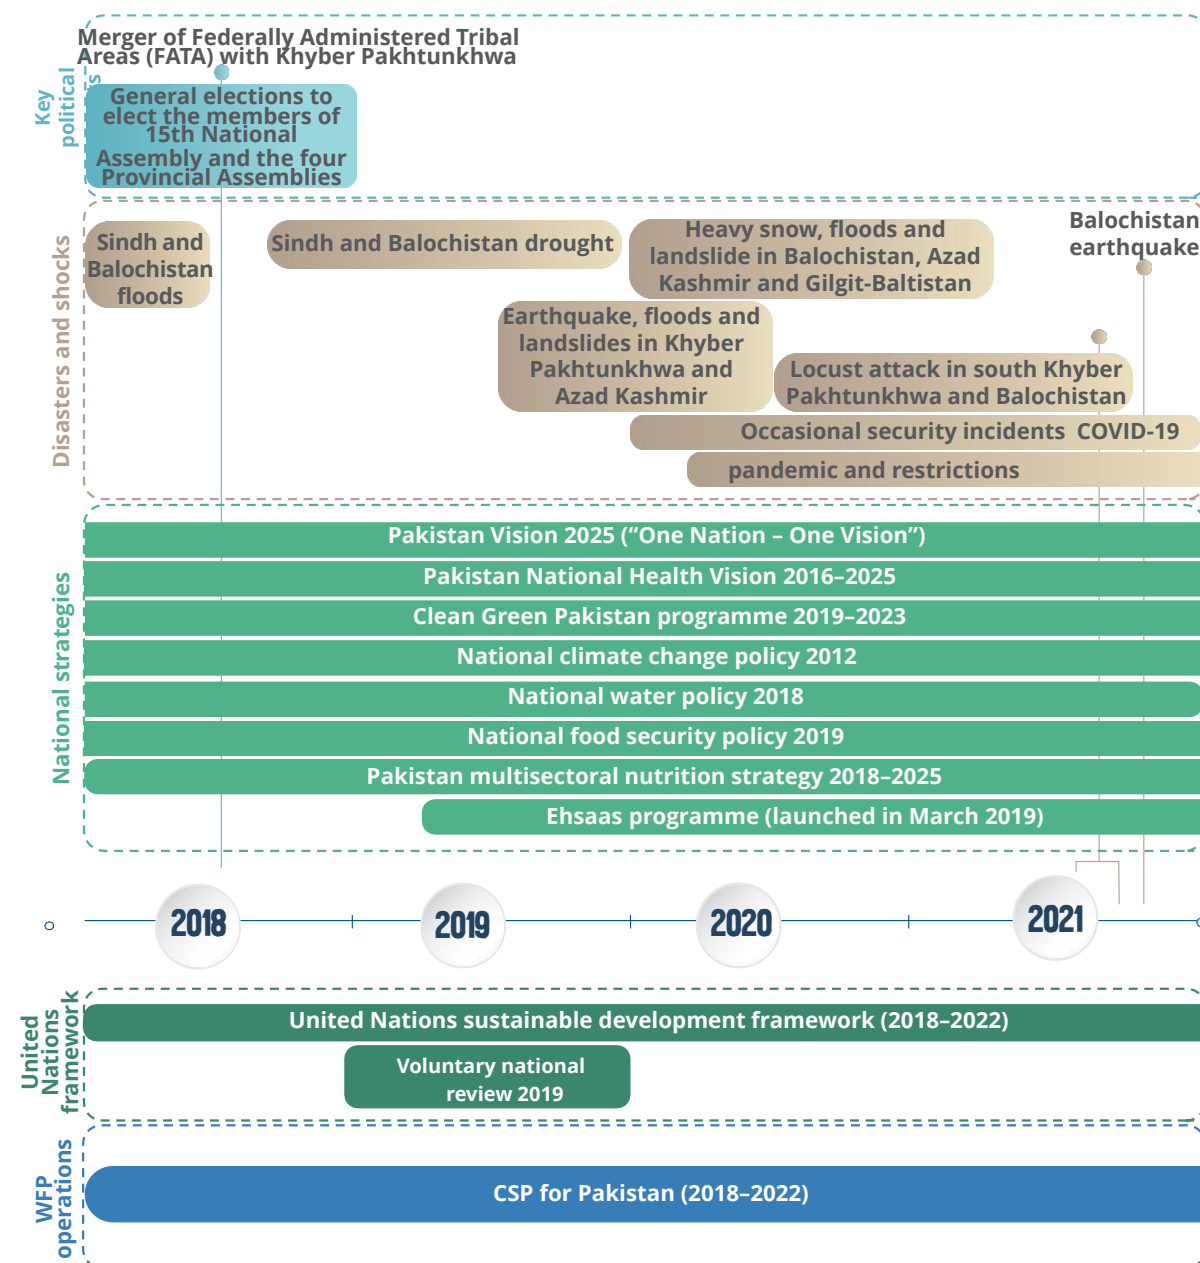 Merger of Federally Administered Tribal
Areas (FATA) with Khyber Pakhtunkhwa
Key
political
General elections to
elect the members of
15th National
Assembly and the four
Provincial Assemblies
Disasters and shocks
Sindh and
Balochistan
floods
Sindh and Balochistan drought
Heavy snow, floods and
landslide in Balochistan, Azad
Kashmir and Gilgit-Baltistan
Balochistan
earthquake
Earthquake, floods and
landslides in Khyber
Pakhtunkhwa and
Azad Kashmir
Locust attack in south Khyber
Pakhtunkhwa and Balochistan
Occasional security incidents COVID-19
pandemic and restrictions
National strategies
Pakistan Vision 2025 (“One Nation – One Vision”)
Pakistan National Health Vision 2016–2025
Clean Green Pakistan programme 2019–2023
National climate change policy 2012
National water policy 2018
National food security policy 2019
Pakistan multisectoral nutrition strategy 2018–2025
Ehsaas programme (launched in March 2019)
2018
2019
2020
2021
United
Nations
framework
United Nations sustainable development framework (2018–2022)
Voluntary national
review 2019
WFP
operations
CSP for Pakistan (2018–2022)